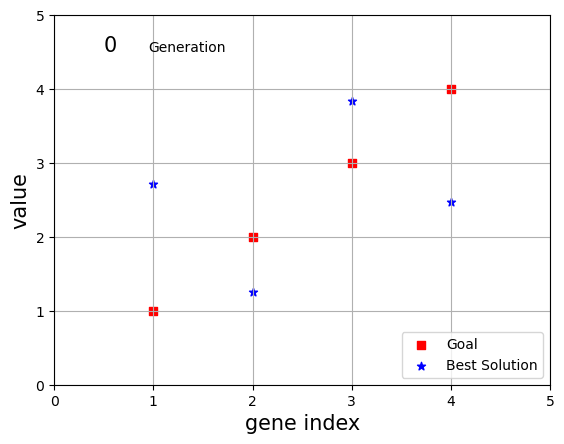 0 Generation
5
4
3
2
1
0
value
Goal
Best Solution
0 1 2 3 4 5
gene index